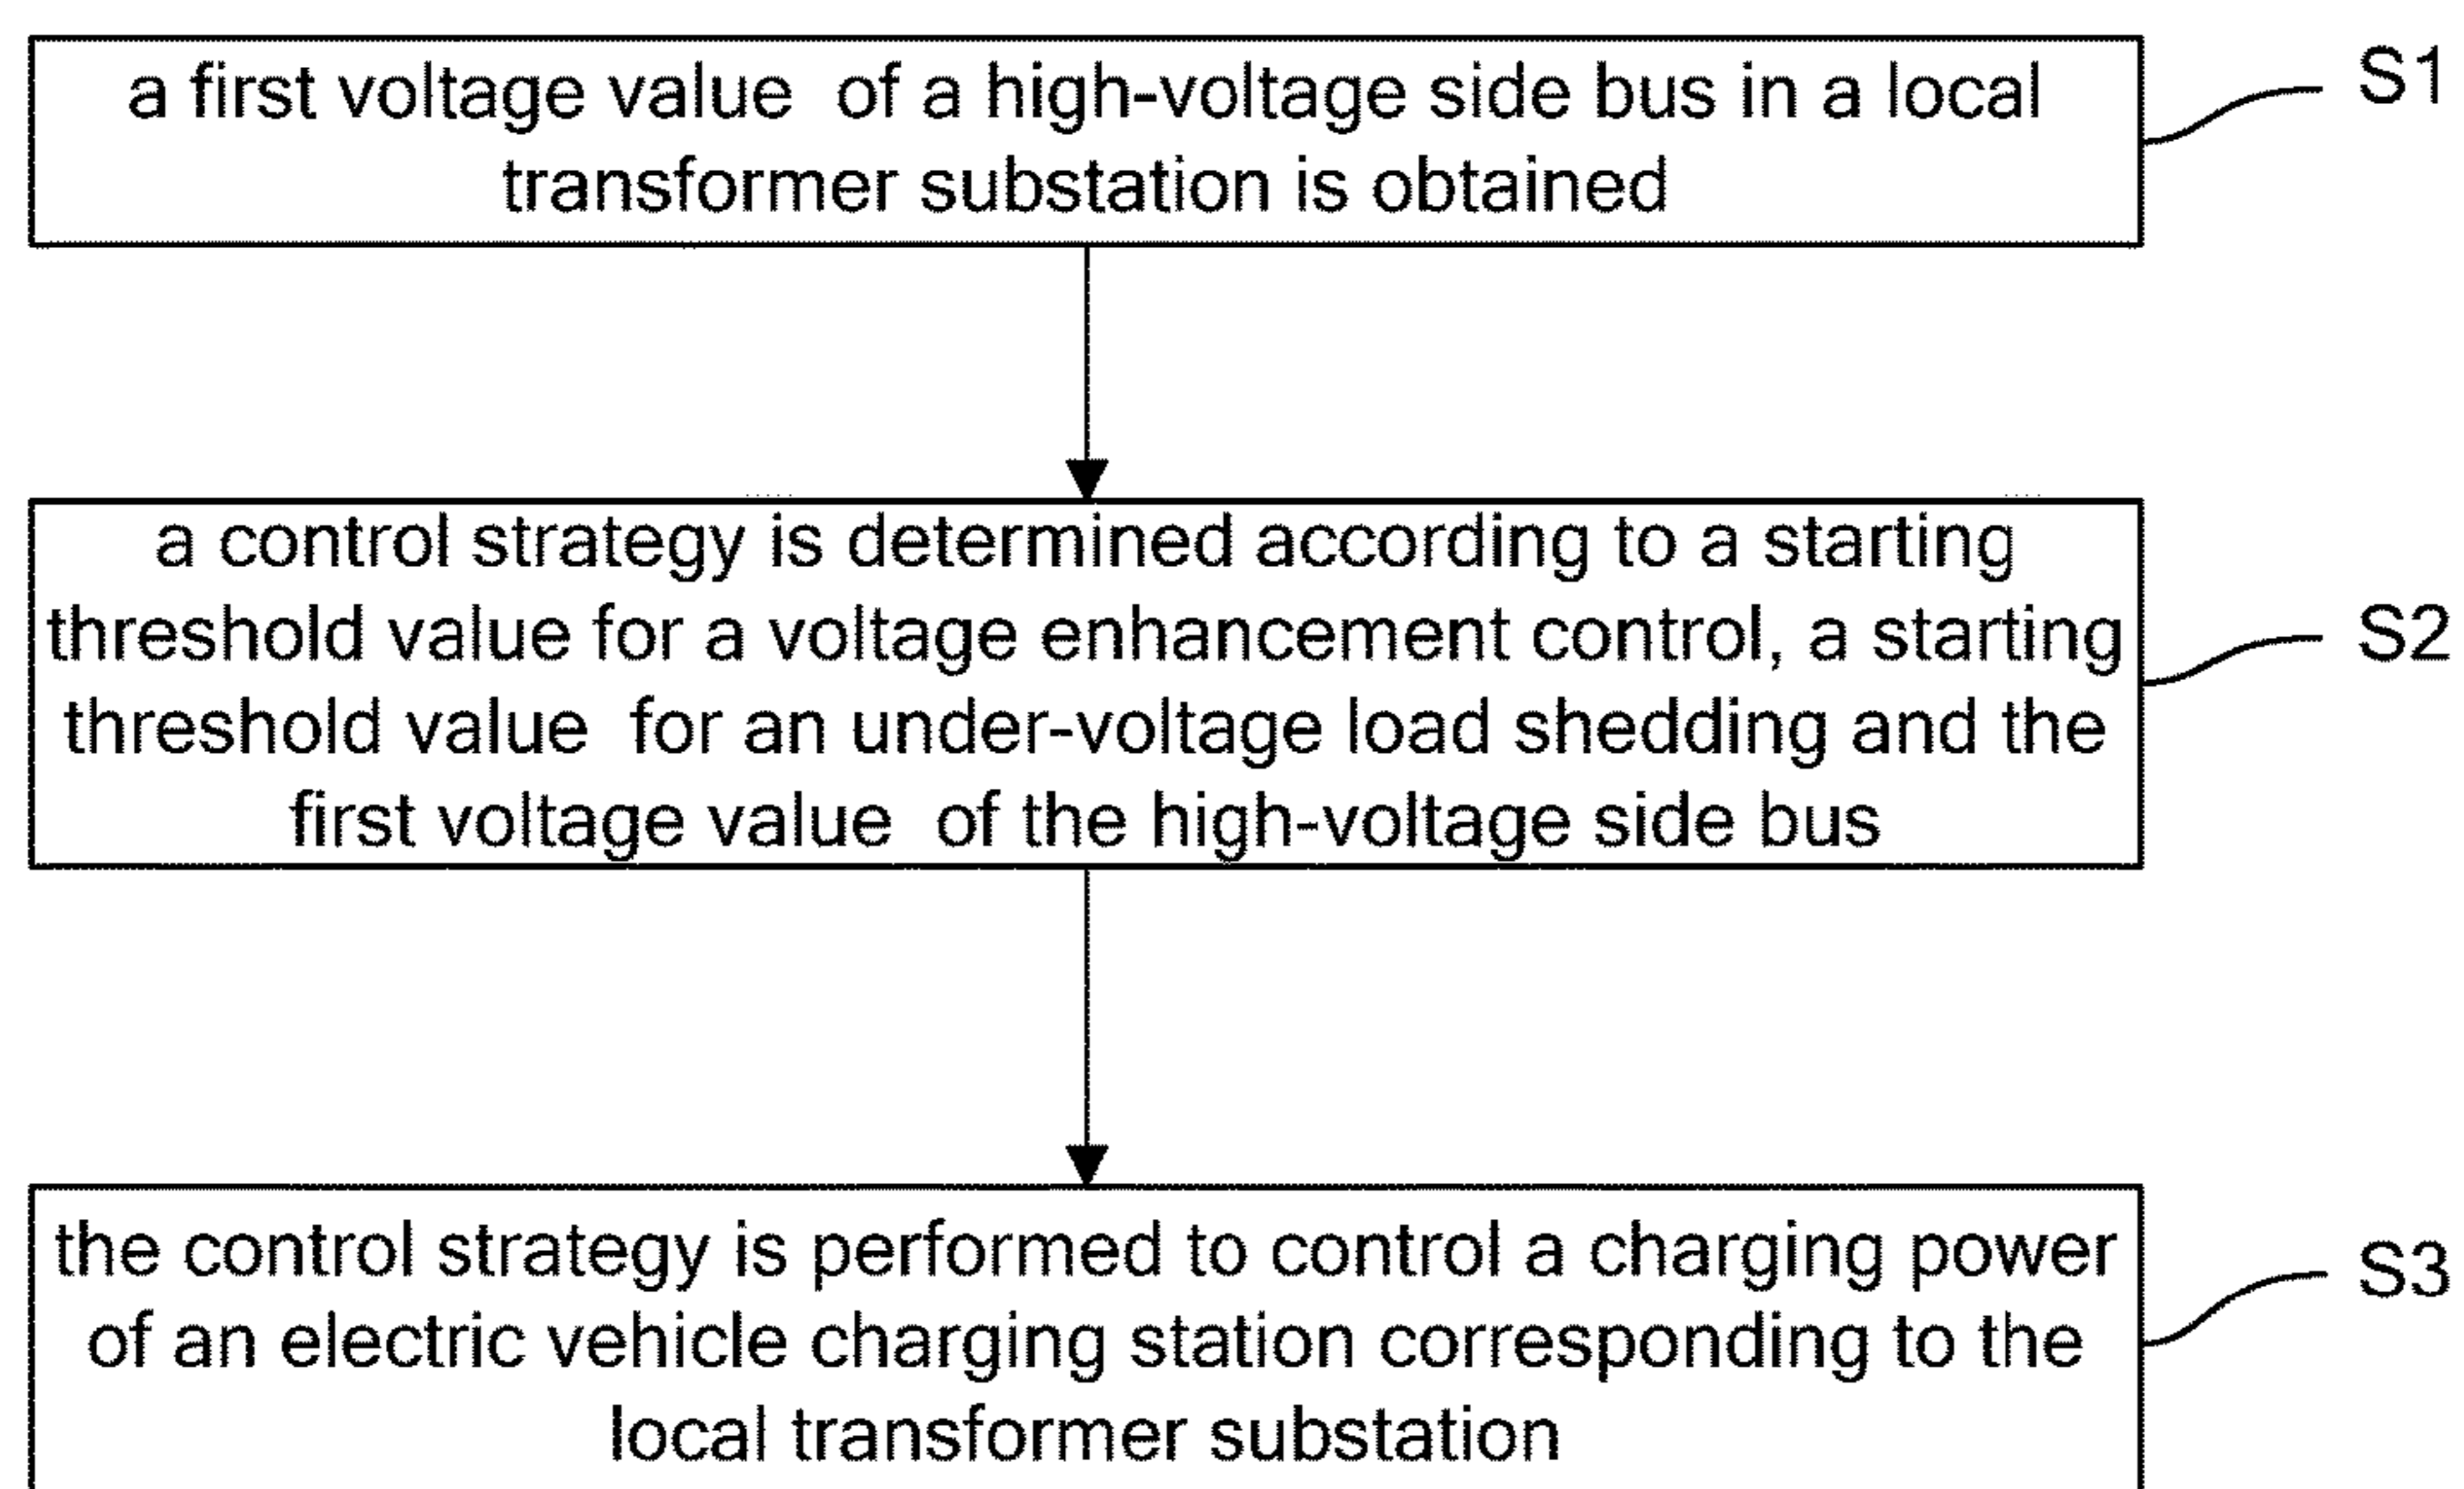 a first voltage value of a high-voltage side bus in a local
transformer substation is obtained
S1
a control strategy is determined according to a starting
threshold value for a voltage enhancement control, a starting
threshold value for an under-voltage load shedding and the
first voltage value of the high-voltage side bus
S2
the control strategy is performed to control a charging power
of an electric vehicle charging station corresponding to the
local transformer substation
S3